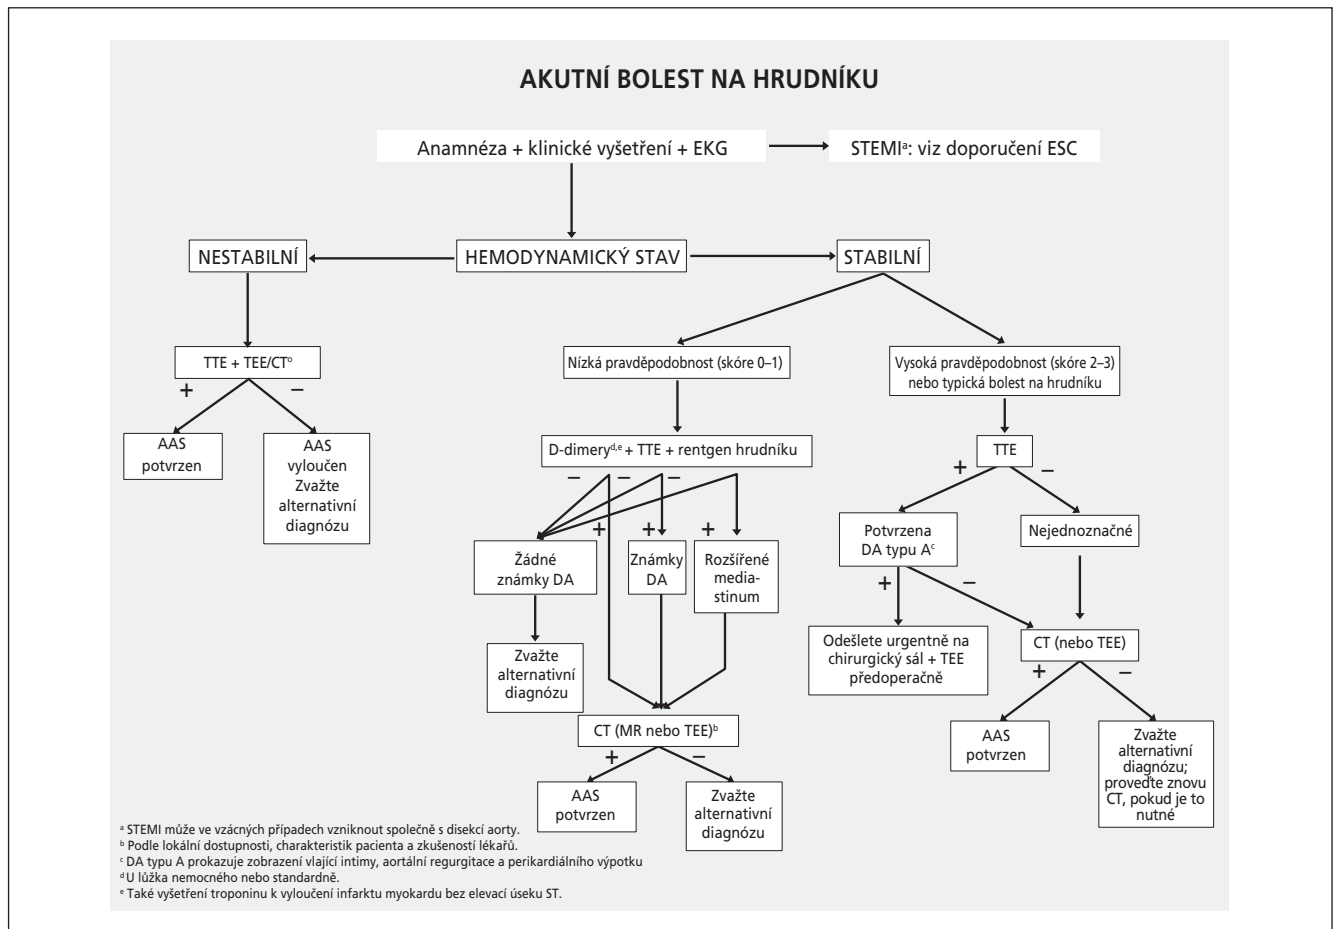 AKUTNÍ BOLEST NA HRUDNÍKU
Anamnéza + klinické vyšetření + EKG
STEMIᵃ: viz doporučení ESC
NESTABILNÍ
HEMODYNAMICKÝ STAV
STABILNÍ
TTE + TEE/CTᵒ
Nízká pravděpodobnost (skóre 0–1)
Vysoká pravděpodobnost (skóre 2–3)
nebo typická bolest na hrudníku
+
–
AAS
potvrzen
AAS
vyloučen
Zvažte
alternativní
diagnózu
D-dimeryᵈ,ᵉ + TTE + rentgen hrudníku
TTE
–
–
–
+
+
+
+
–
Žádné
známky DA
Známky
DA
Rozšířené
media-
stinum
Potvrzena
DA typu Aᶜ
Nejednoznačné
+
–
Zvažte
alternativní
diagnózu
Odešlete urgentně na
chirurgický sál + TEE
předoperačně
CT (nebo TEE)
+
–
CT (MR nebo TEE)ᵇ
+
–
AAS
potvrzen
Zvažte
alternativní
diagnózu
AAS
potvrzen
Zvažte
alternativní
diagnózu;
proveďte znovu
CT, pokud je to
nutné
ᵃ STEMI může ve vzácných případech vzniknout společně s disekcí aorty.
ᵇ Podle lokální dostupnosti, charakteristik pacienta a zkušeností lékařů.
ᶜ DA typu A prokazuje zobrazení vlající intimy, aortální regurgitace a perikardiálního výpotku
ᵈ U lůžka nemocného nebo standardně.
ᵉ Také vyšetření troponinu k vyloučení infarktu myokardu bez elevací úseku ST.